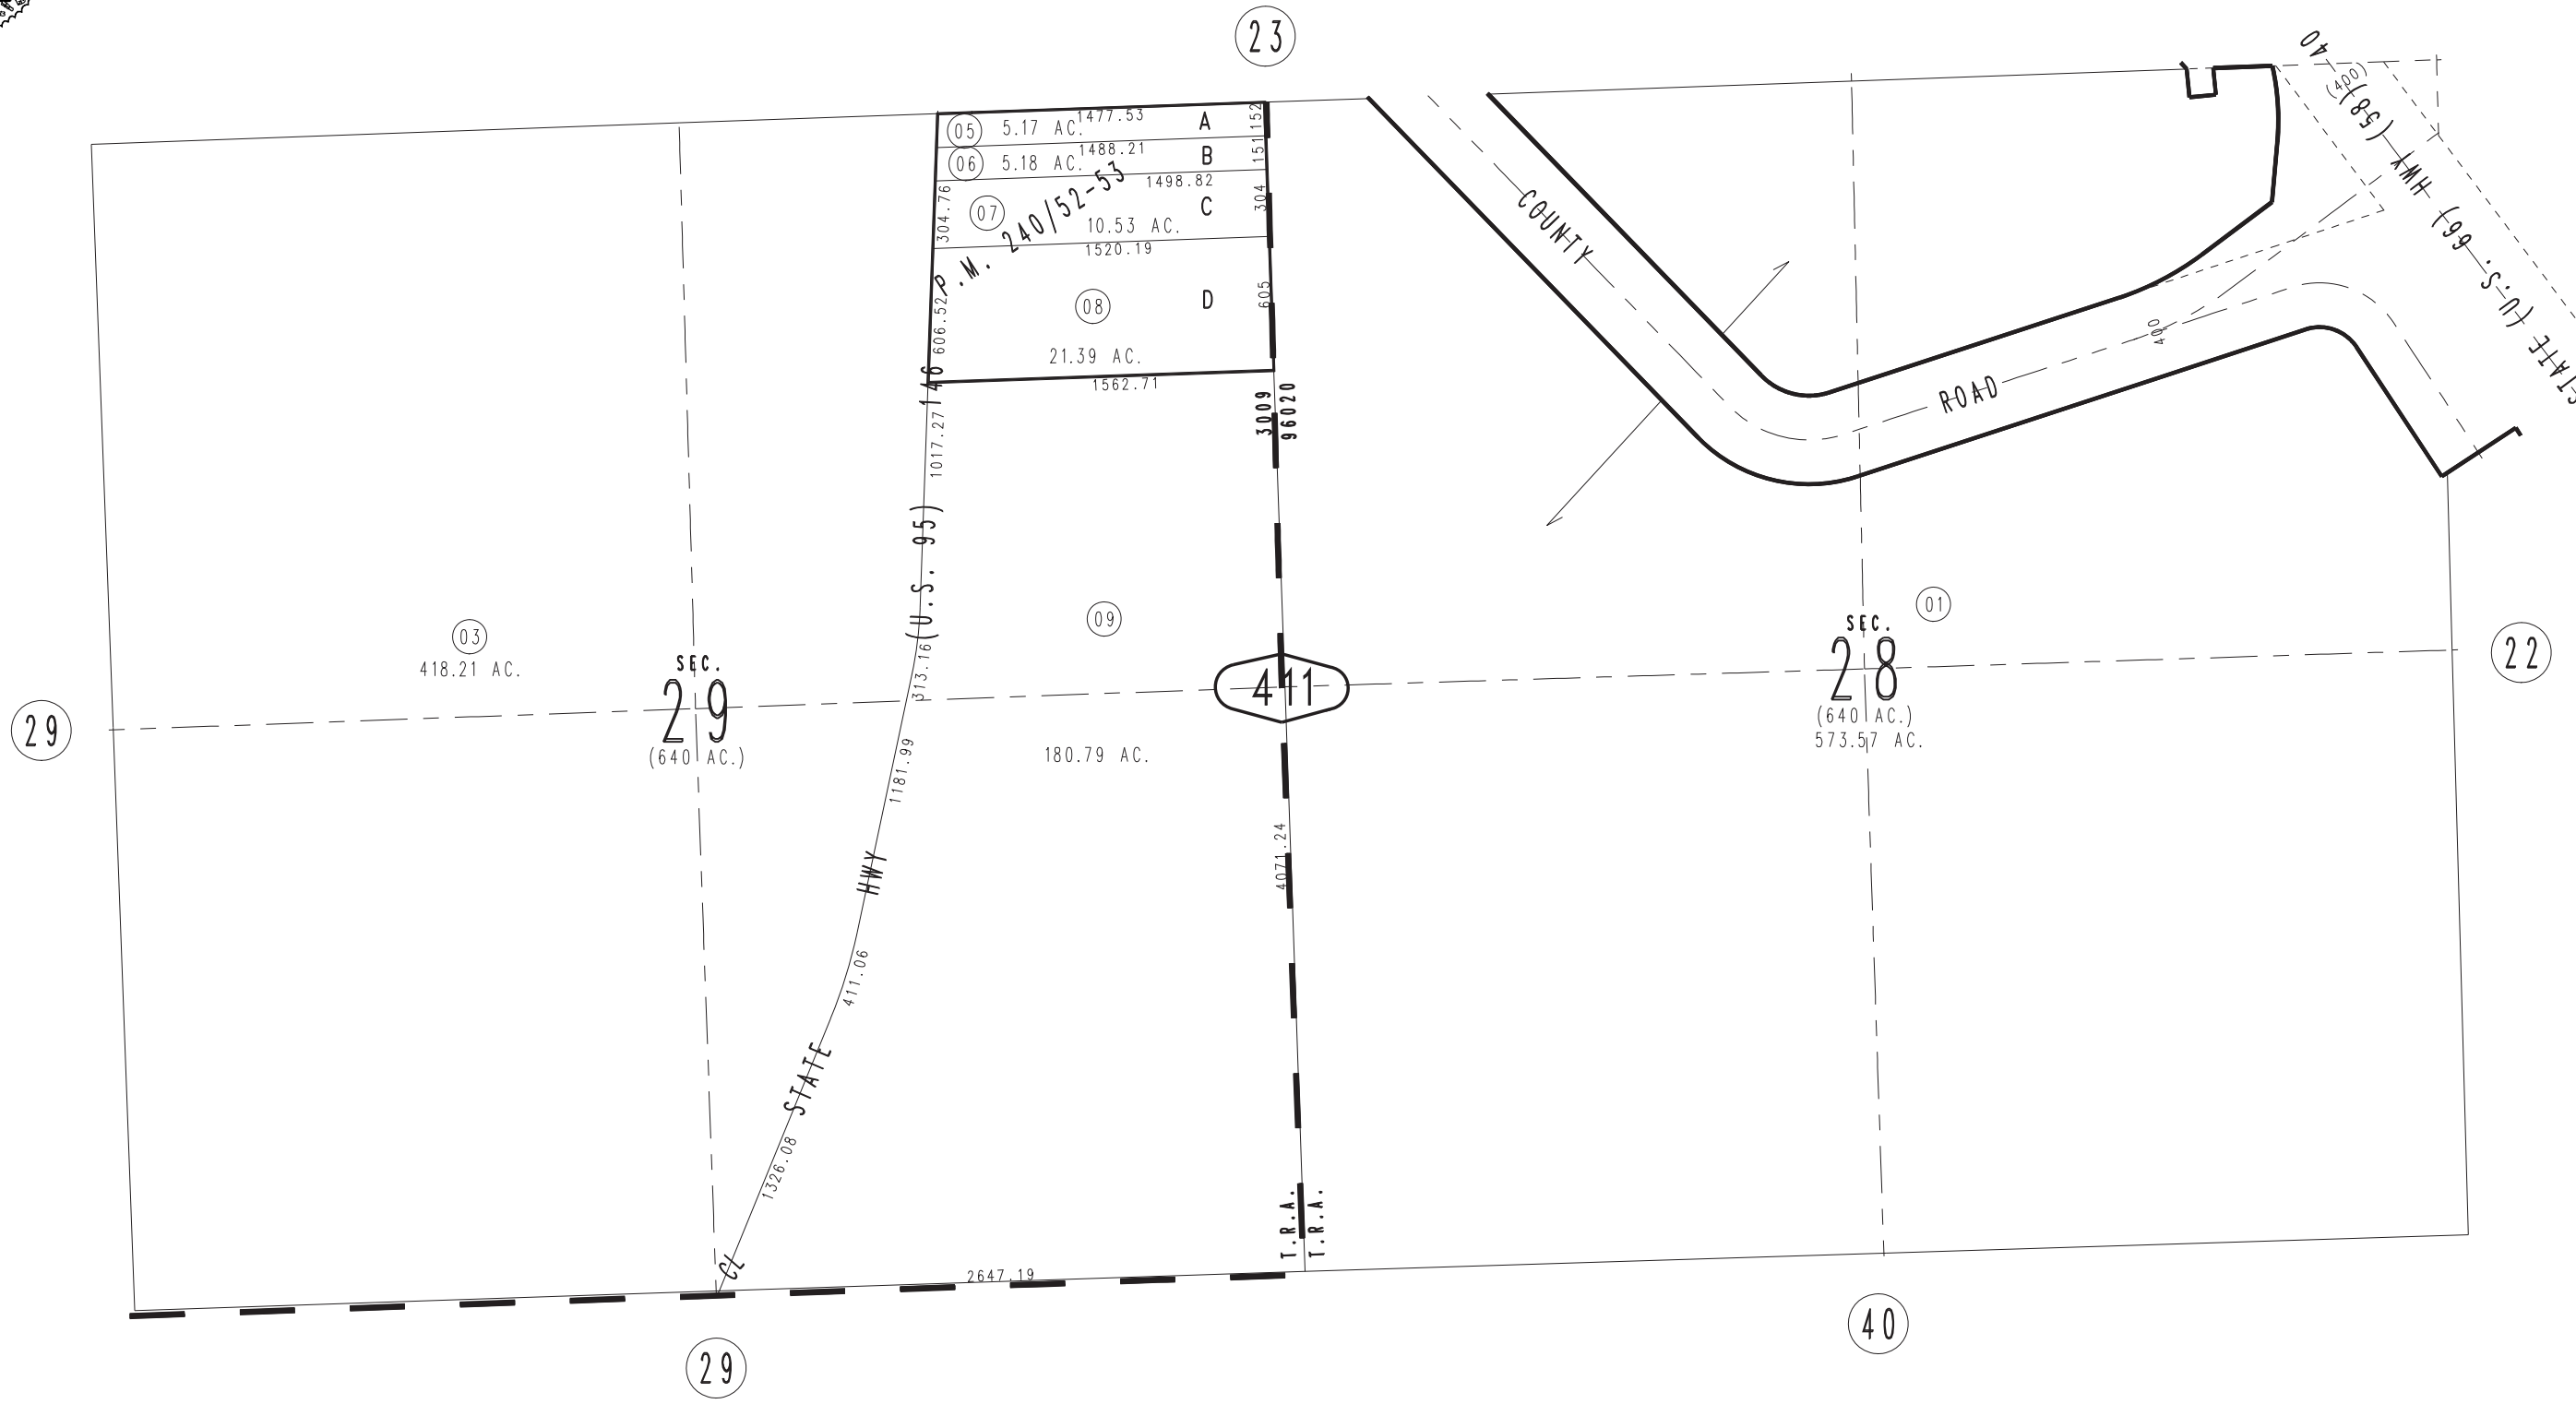 23
05
5.17 AC.
1477.53
A
152
06
5.18 AC.
1488.21
B
151
07
304.76
1498.82
C
304
10.53 AC.
P.M. 240/52-53
1520.19
08
D
605
606.52
21.39 AC.
1562.71
146
1017.27
3009
96020
(U.S. 95)
313.16
1181.99
HWY
411.06
STATE
1326.08
CL
03
418.21 AC.
SEC.
29
(640 AC.)
09
180.79 AC.
411
4071.24
T.R.A.
T.R.A.
2647.19
COUNTY
ROAD
400
40
(400)
STATE (U.S. 66) HWY (58)
01
SEC.
28
(640 AC.)
573.57 AC.
22
29
29
40